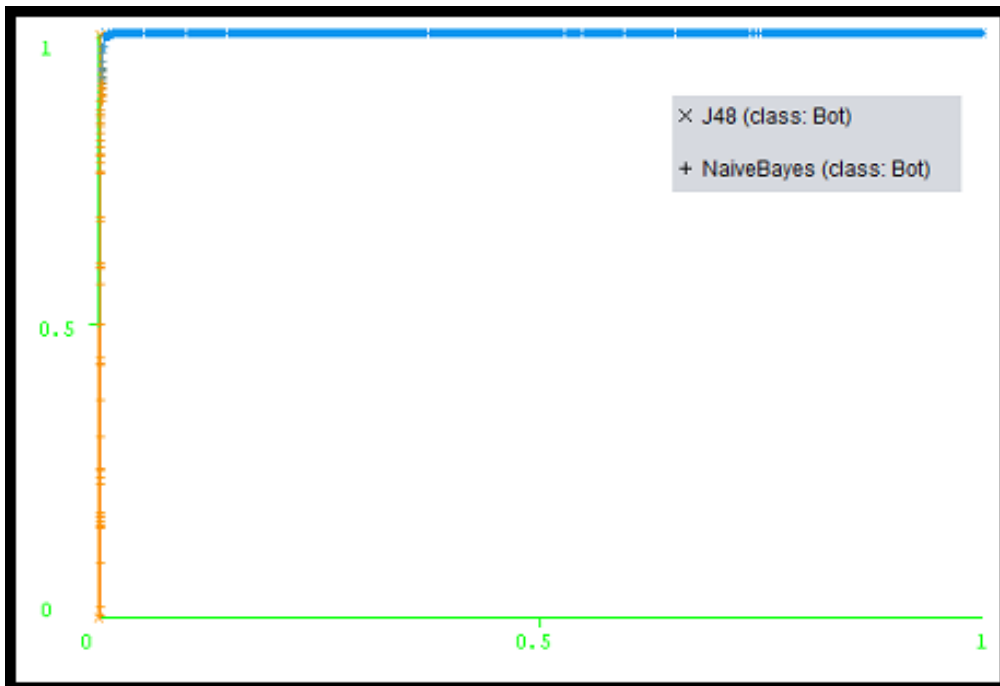 1
× J48 (class: Bot)
+ NaiveBayes (class: Bot)
0.5
0
0 0.5 1